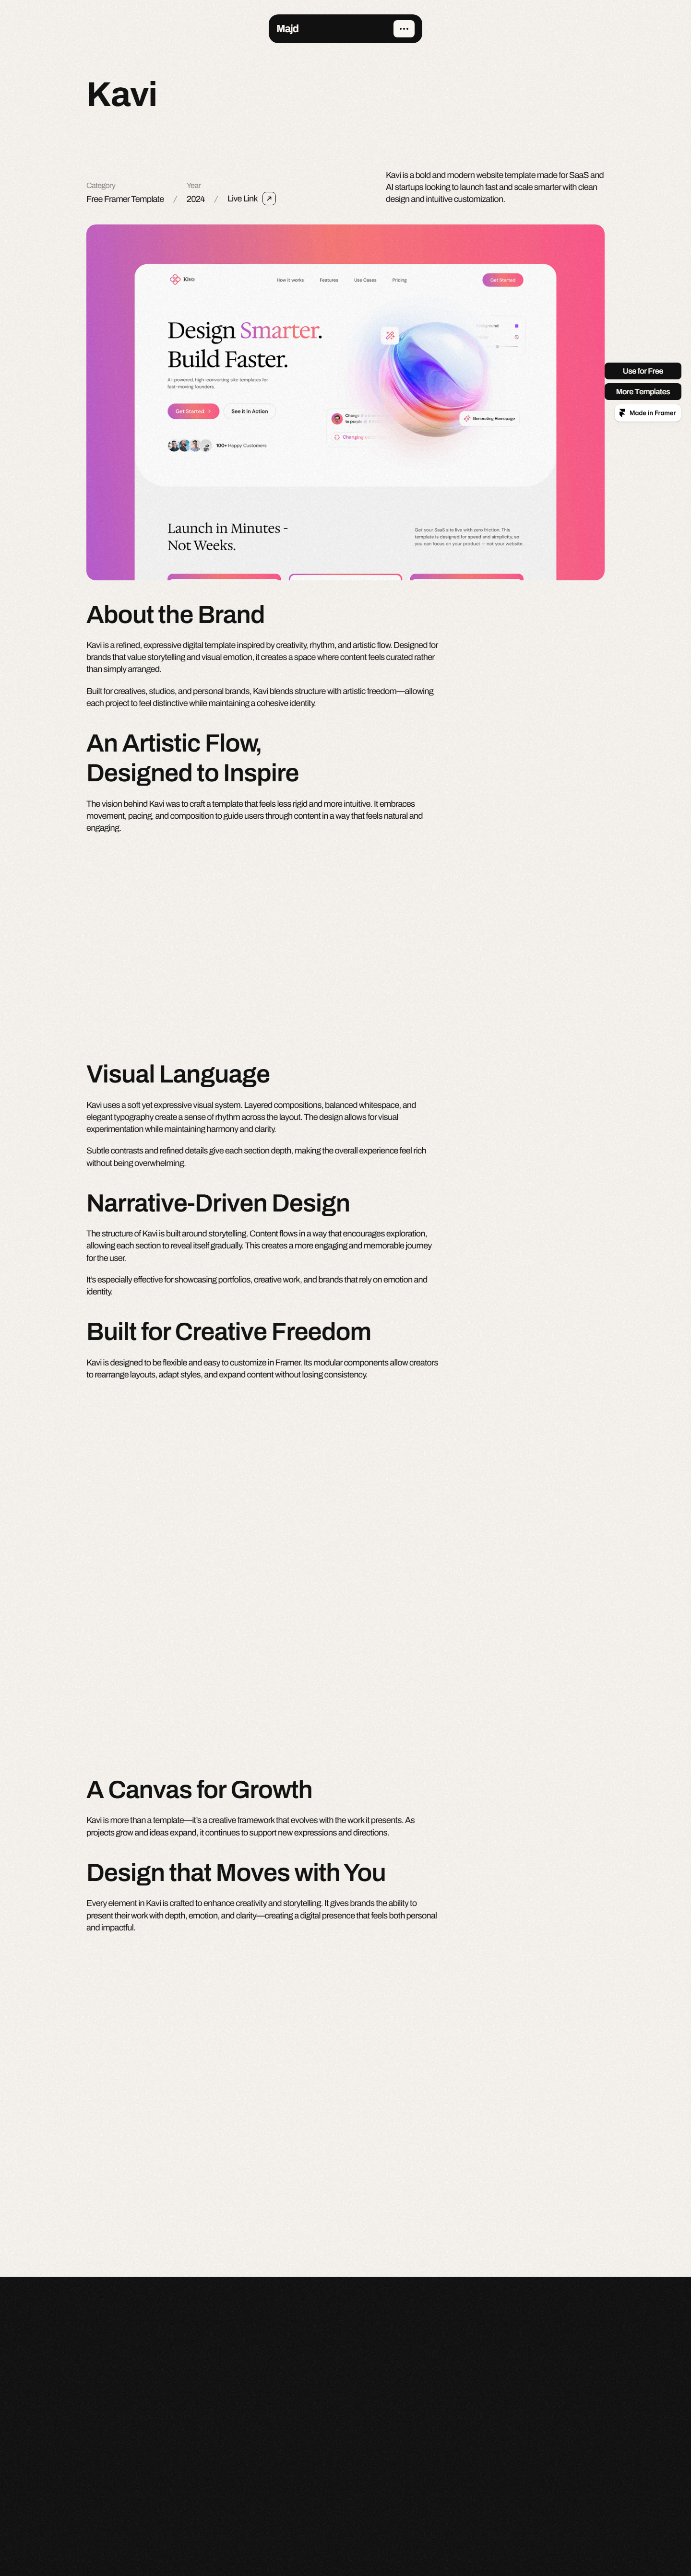 Majd
Kavi
Category
Free Framer Template
/
Year
2024
/
Live Link
Kavi is a bold and modern website template made for SaaS and
AI startups looking to launch fast and scale smarter with clean
design and intuitive customization.
Kivo
How it works
Features
Use Cases
Pricing
Get Started
Design Smarter.
Build Faster.
AI-powered, high-converting site templates for
fast-moving founders.
Get Started
See It in Action
100+ Happy Customers
Generating Homepage
Changing
Launch in Minutes -
Not Weeks.
Get your SaaS site live with zero friction. This
template is designed for speed and simplicity, so
you can focus on your product — not your website.
Use for Free
More Templates
Made in Framer
About the Brand
Kavi is a refined, expressive digital template inspired by creativity, rhythm, and artistic flow. Designed for
brands that value storytelling and visual emotion, it creates a space where content feels curated rather
than simply arranged.
Built for creatives, studios, and personal brands, Kavi blends structure with artistic freedom—allowing
each project to feel distinctive while maintaining a cohesive identity.
An Artistic Flow,
Designed to Inspire
The vision behind Kavi was to craft a template that feels less rigid and more intuitive. It embraces
movement, pacing, and composition to guide users through content in a way that feels natural and
engaging.
Visual Language
Kavi uses a soft yet expressive visual system. Layered compositions, balanced whitespace, and
elegant typography create a sense of rhythm across the layout. The design allows for visual
experimentation while maintaining harmony and clarity.
Subtle contrasts and refined details give each section depth, making the overall experience feel rich
without being overwhelming.
Narrative-Driven Design
The structure of Kavi is built around storytelling. Content flows in a way that encourages exploration,
allowing each section to reveal itself gradually. This creates a more engaging and memorable journey
for the user.
It’s especially effective for showcasing portfolios, creative work, and brands that rely on emotion and
identity.
Built for Creative Freedom
Kavi is designed to be flexible and easy to customize in Framer. Its modular components allow creators
to rearrange layouts, adapt styles, and expand content without losing consistency.
A Canvas for Growth
Kavi is more than a template—it’s a creative framework that evolves with the work it presents. As
projects grow and ideas expand, it continues to support new expressions and directions.
Design that Moves with You
Every element in Kavi is crafted to enhance creativity and storytelling. It gives brands the ability to
present their work with depth, emotion, and clarity—creating a digital presence that feels both personal
and impactful.